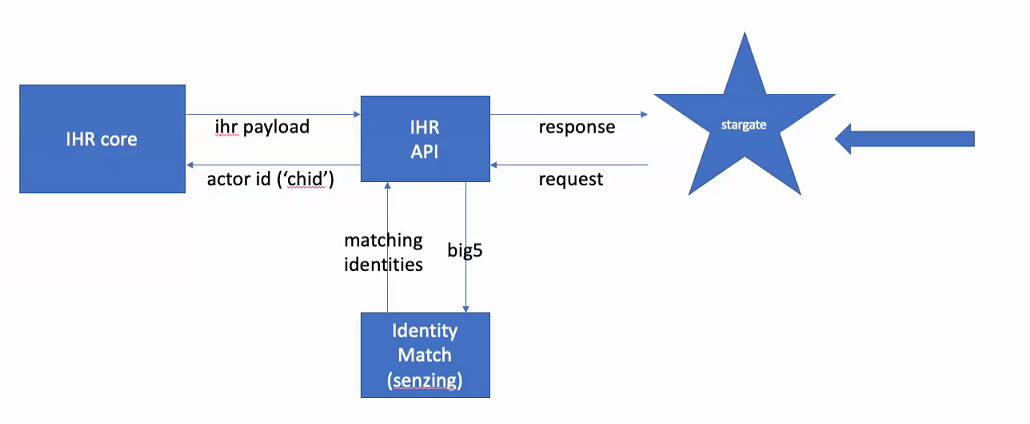 IHR core
ihr payload
actor id (‘chid’)
IHR
API
response
request
stargate
matching
identities
big5
Identity
Match
(senzing)